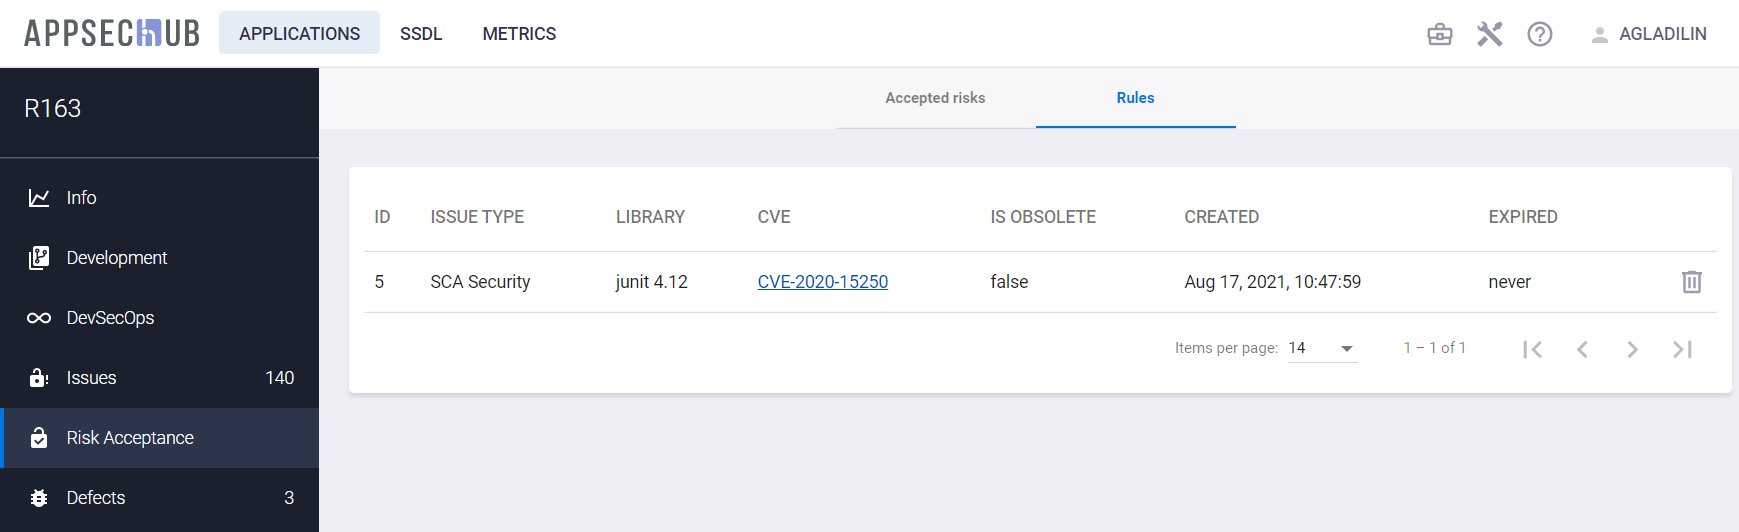 APPSECHUB APPLICATIONS SSDL METRICS AGLADILIN
R163
Info
Development
DevSecOps
Issues 140
Risk Acceptance
Defects 3
Accepted risks Rules
ID ISSUE TYPE LIBRARY CVE IS OBSOLETE CREATED EXPIRED
5 SCA Security junit 4.12 CVE-2020-15250 false Aug 17, 2021, 10:47:59 never
Items per page: 14 1 – 1 of 1